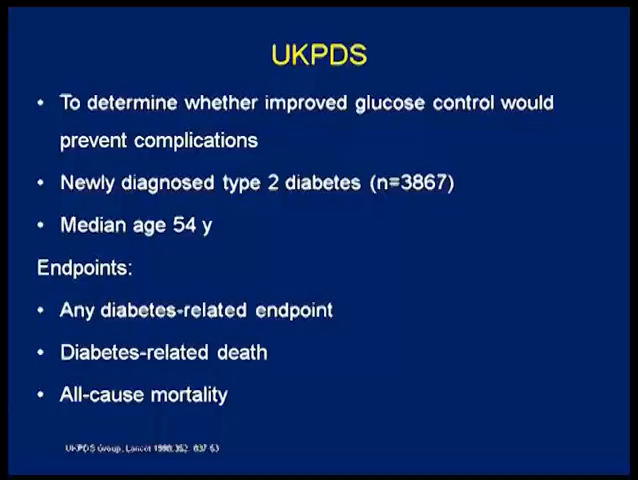 UKPDS
• To determine whether improved glucose control would
prevent complications
• Newly diagnosed type 2 diabetes (n=3867)
• Median age 54 y
Endpoints:
• Any diabetes-related endpoint
• Diabetes-related death
• All-cause mortality
UKPDS Group, Lancet 1998;352: 837-53